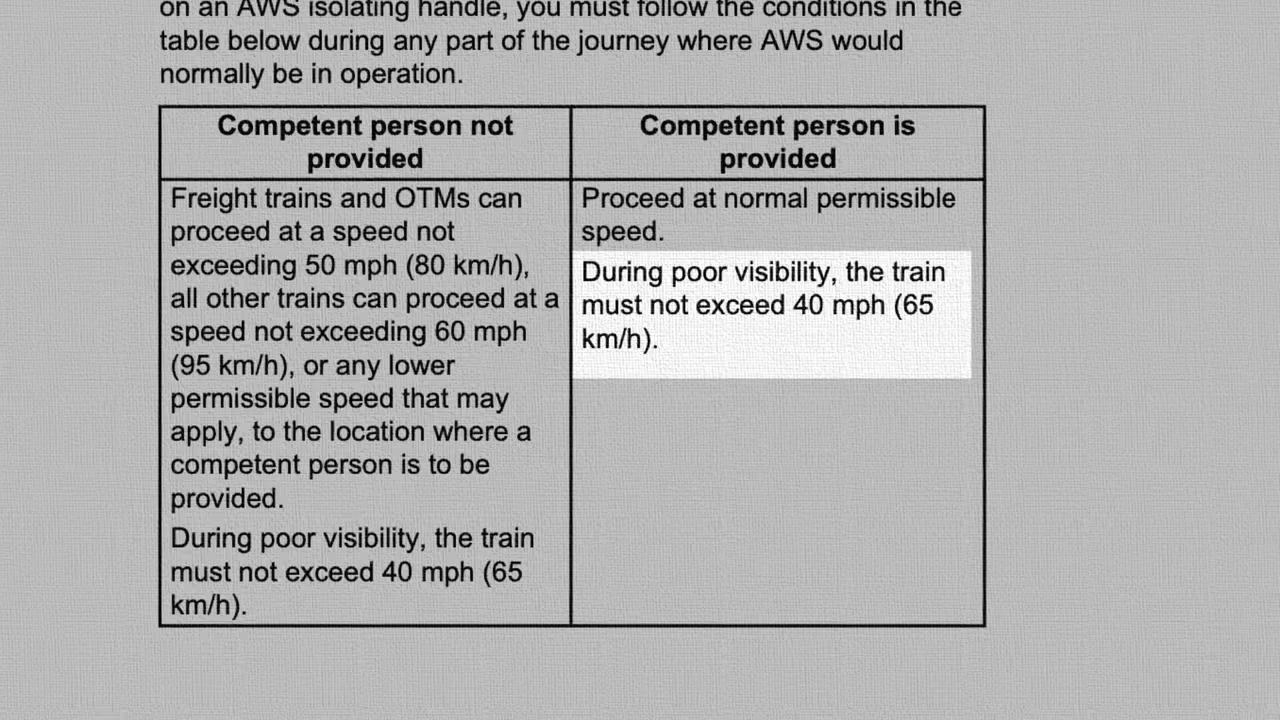 on an AWS isolating handle, you must follow the conditions in the
table below during any part of the journey where AWS would
normally be in operation.
Competent person not
provided
Competent person is
provided
Freight trains and OTMs can
proceed at a speed not
exceeding 50 mph (80 km/h),
all other trains can proceed at a
speed not exceeding 60 mph
(95 km/h), or any lower
permissible speed that may
apply, to the location where a
competent person is to be
provided.
During poor visibility, the train
must not exceed 40 mph (65
km/h).
Proceed at normal permissible
speed.
During poor visibility, the train
must not exceed 40 mph (65
km/h).